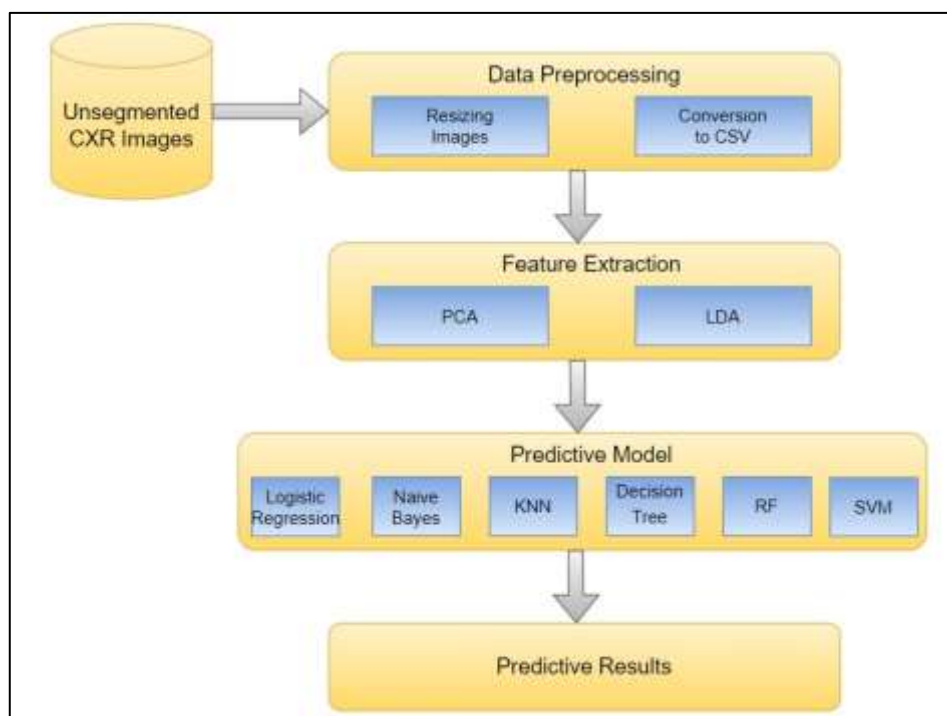 Unsegmented
CXR Images
Data Preprocessing
Resizing
Images
Conversion
to CSV
Feature Extraction
PCA
LDA
Predictive Model
Logistic
Regression
Naive
Bayes
KNN
Decision
Tree
RF
SVM
Predictive Results